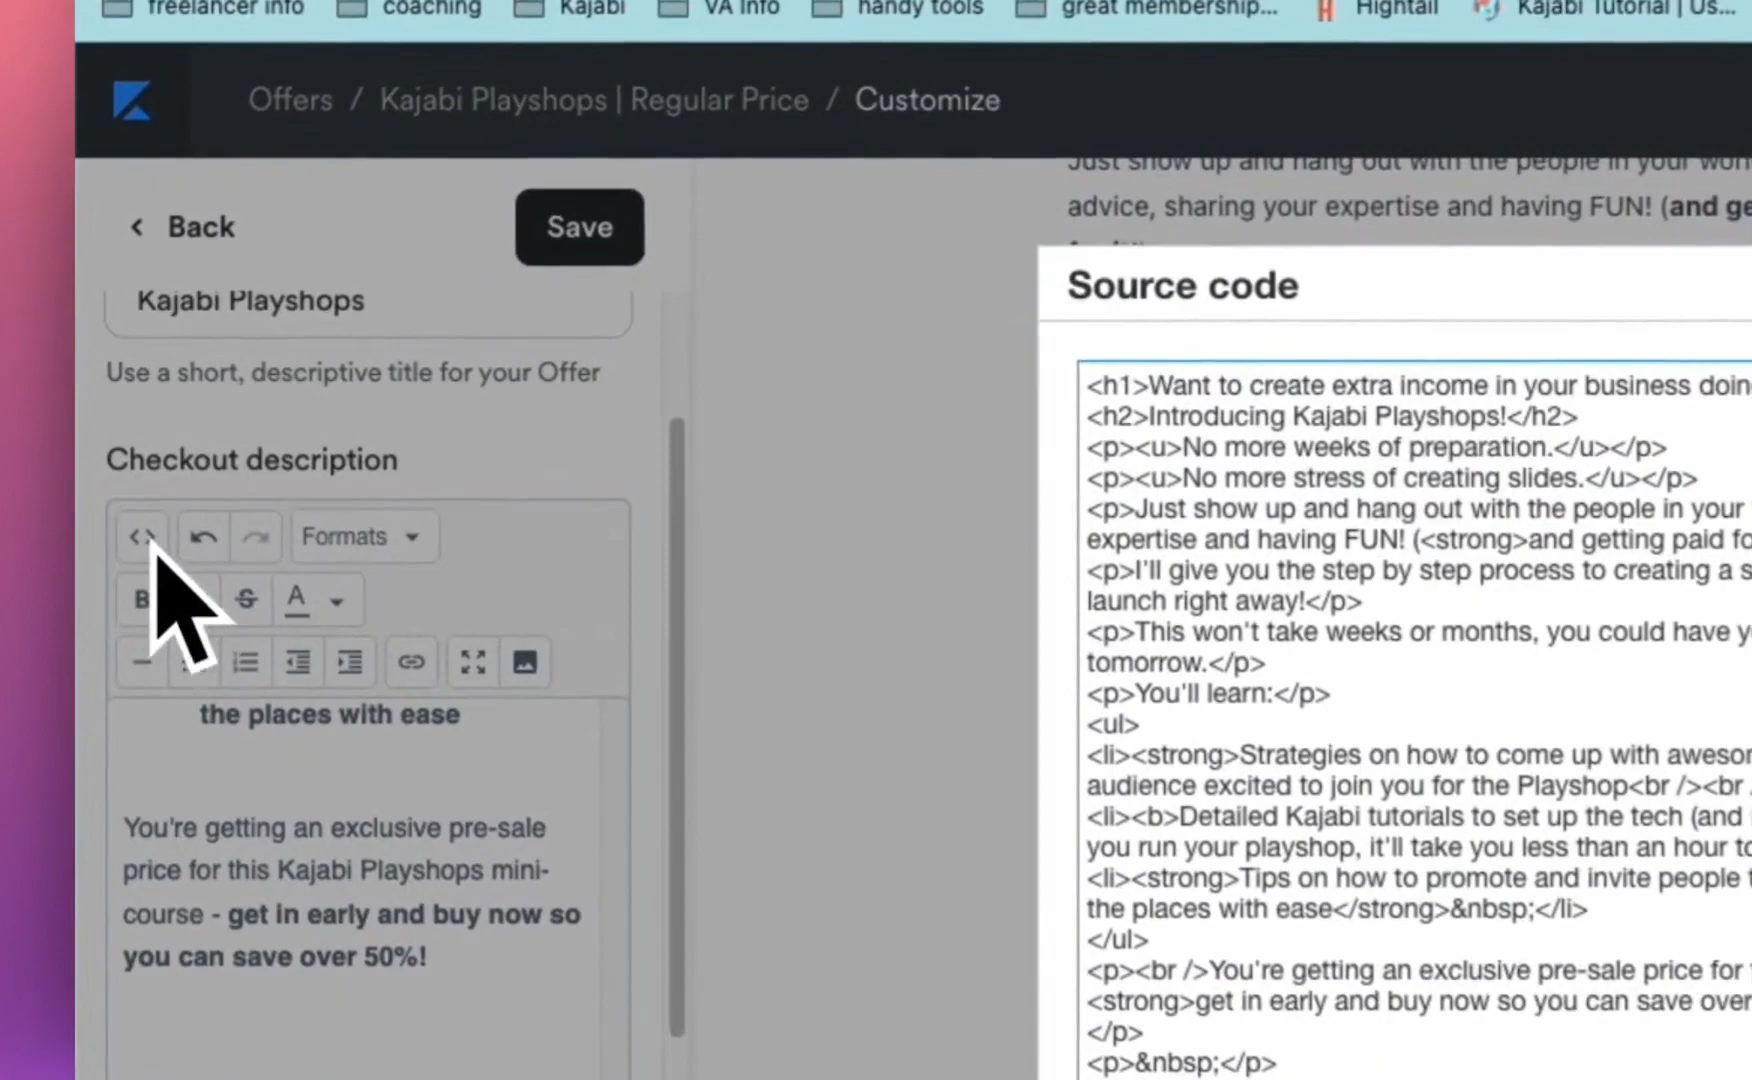 freelancer info coaching Kajabi VA Info handy tools great membership... Hightail Kajabi Tutorial | Us...
Offers / Kajabi Playshops | Regular Price / Customize
Back
Save
Kajabi Playshops
Use a short, descriptive title for your Offer
Checkout description
Formats
B S A
the places with ease
You're getting an exclusive pre-sale
price for this Kajabi Playshops mini-
course - get in early and buy now so
you can save over 50%!
Just show up and hang out with the people in your
advice, sharing your expertise and having FUN! (and
Source code
<h1>Want to create extra income in your business
<h2>Introducing Kajabi Playshops!</h2>
<p><u>No more weeks of preparation.</u></p>
<p><u>No more stress of creating slides.</u></p>
<p>Just show up and hang out with the people in your
expertise and having FUN! (<strong>and getting paid
<p>I'll give you the step by step process to creating a
launch right away!</p>
<p>This won't take weeks or months, you could have
tomorrow.</p>
<p>You'll learn:</p>
<ul>
<li><strong>Strategies on how to come up with
audience excited to join you for the Playshop<br /><br
<li><b>Detailed Kajabi tutorials to set up the tech (and
you run your playshop, it'll take you less than an hour
<li><strong>Tips on how to promote and invite people
the places with ease</strong>&nbsp;</li>
</ul>
<p><br />You're getting an exclusive pre-sale price for
<strong>get in early and buy now so you can save over
</p>
<p>&nbsp;</p>